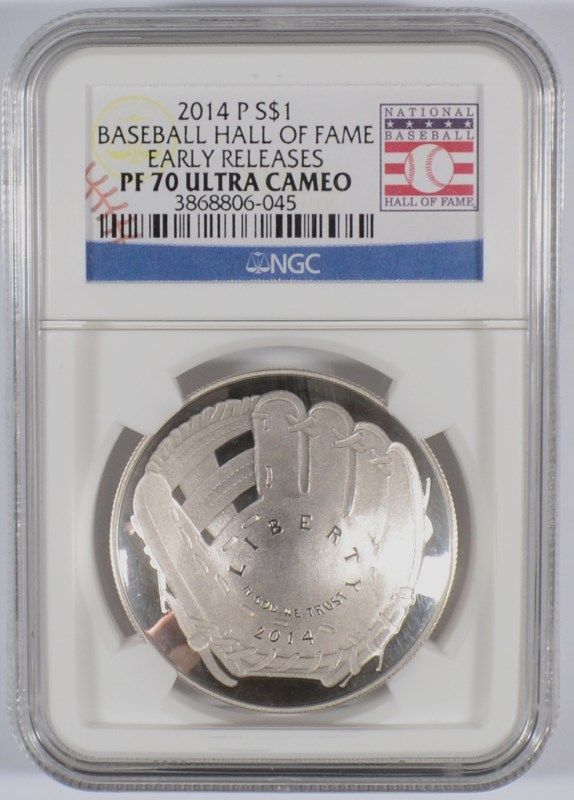 2014 P S$1
BASEBALL HALL OF FAME
EARLY RELEASES
PF 70 ULTRA CAMEO
3868806-045
NATIONAL
BASEBALL
HALL OF FAME
NGC
LIBERTY
IN GOD WE TRUST
2014